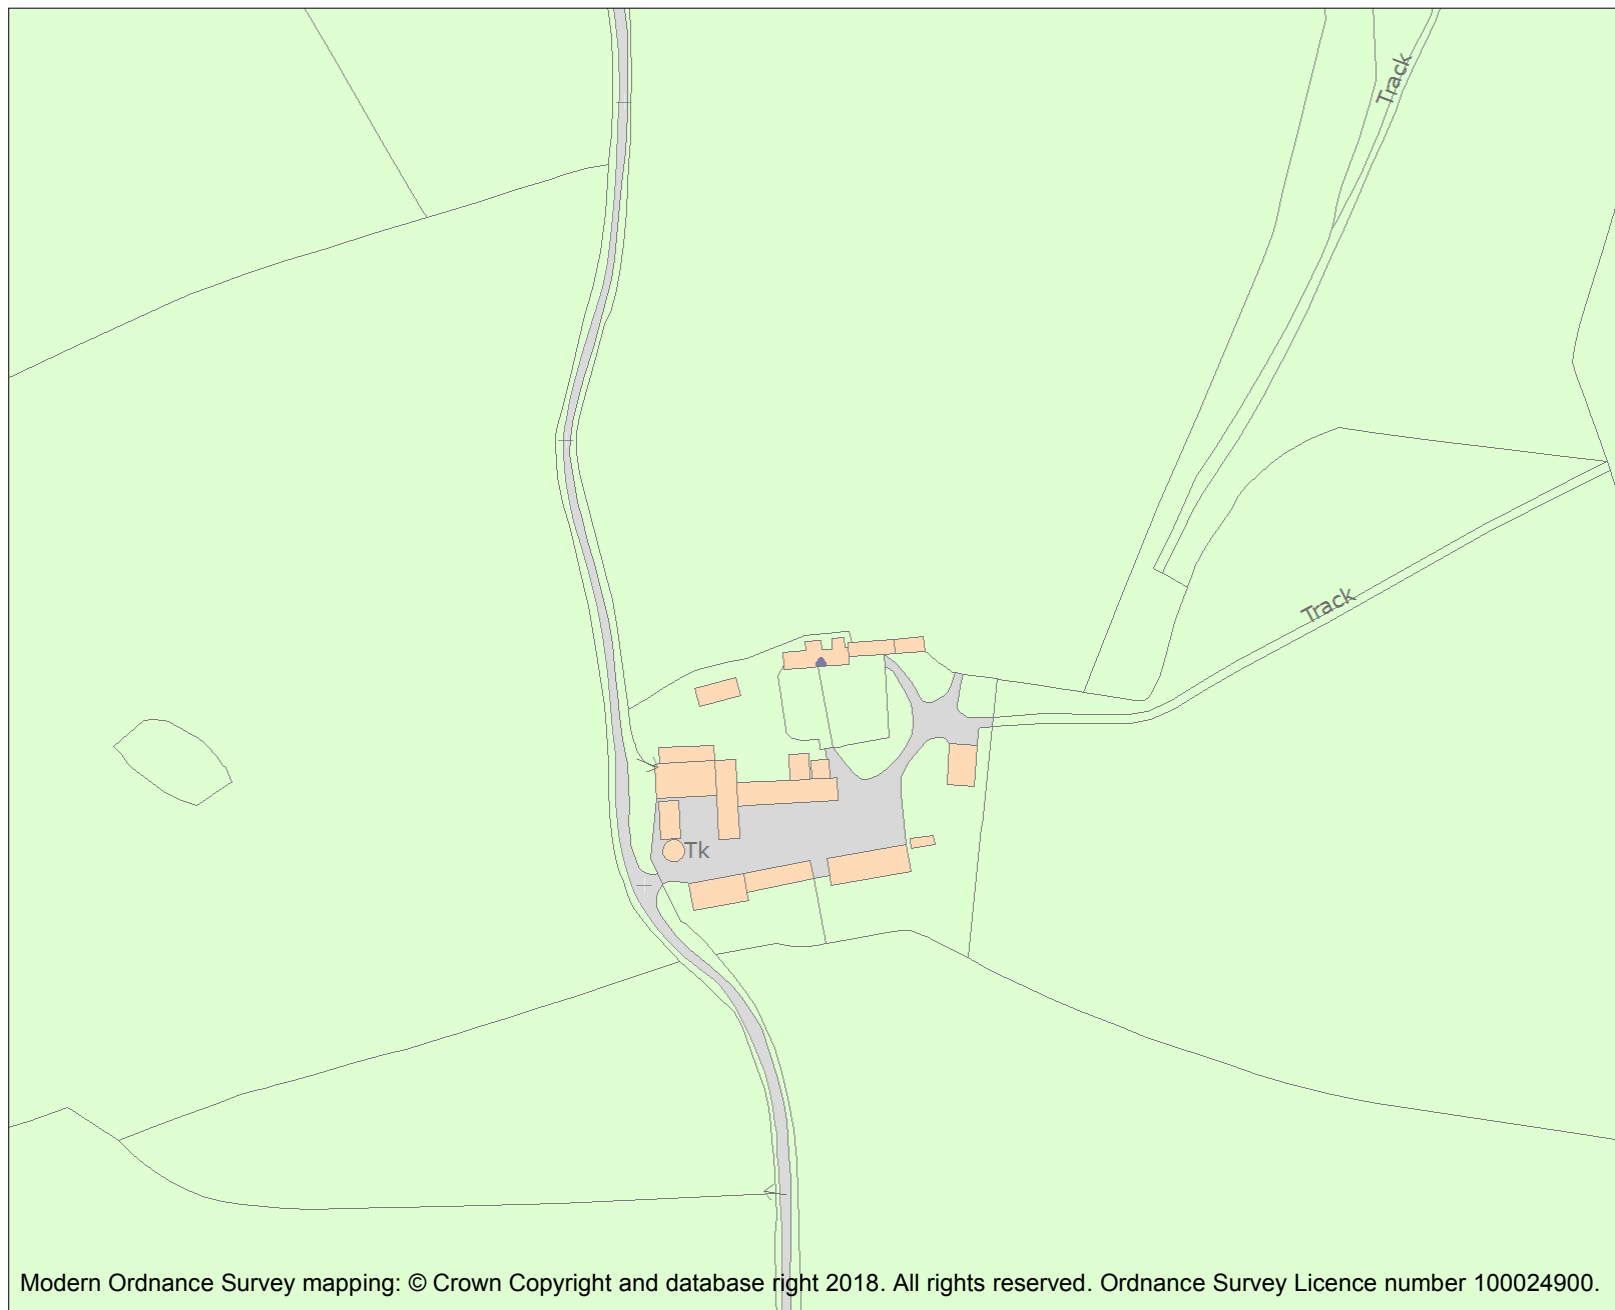 Track
Track
Tk
Modern Ordnance Survey mapping: © Crown Copyright and database right 2018. All rights reserved. Ordnance Survey Licence number 100024900.